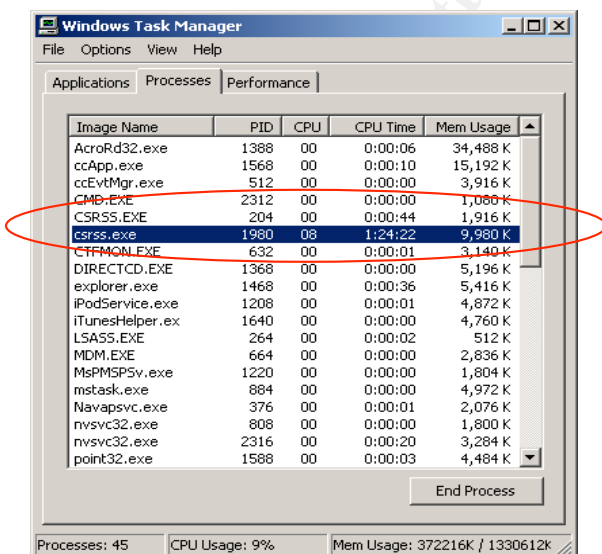 Windows Task Manager
File Options View Help
Applications Processes Performance
Image Name PID CPU CPU Time Mem Usage
AcroRd32.exe 1388 00 0:00:06 34,488 K
ccApp.exe 1568 00 0:00:10 15,192 K
ccEvtMgr.exe 512 00 0:00:00 3,916 K
CMD.EXE 2312 00 0:00:00 1,080 K
CSRSS.EXE 204 00 0:00:44 1,916 K
csrss.exe 1980 08 1:24:22 9,980 K
CTFMON.EXE 632 00 0:00:01 3,140 K
DIRECTCD.EXE 1368 00 0:00:00 5,196 K
explorer.exe 1468 00 0:00:36 5,416 K
iPodService.exe 1208 00 0:00:01 4,872 K
iTunesHelper.ex 1640 00 0:00:00 4,760 K
LSASS.EXE 264 00 0:00:02 512 K
MDM.EXE 664 00 0:00:00 2,836 K
MsPMSPSv.exe 1220 00 0:00:00 1,804 K
mstask.exe 884 00 0:00:00 4,972 K
Navapsvc.exe 376 00 0:00:01 2,076 K
nvsvc32.exe 808 00 0:00:00 1,800 K
nvsvc32.exe 2316 00 0:00:20 3,284 K
point32.exe 1588 00 0:00:03 4,484 K
End Process
Processes: 45 CPU Usage: 9% Mem Usage: 372216K / 1330612K